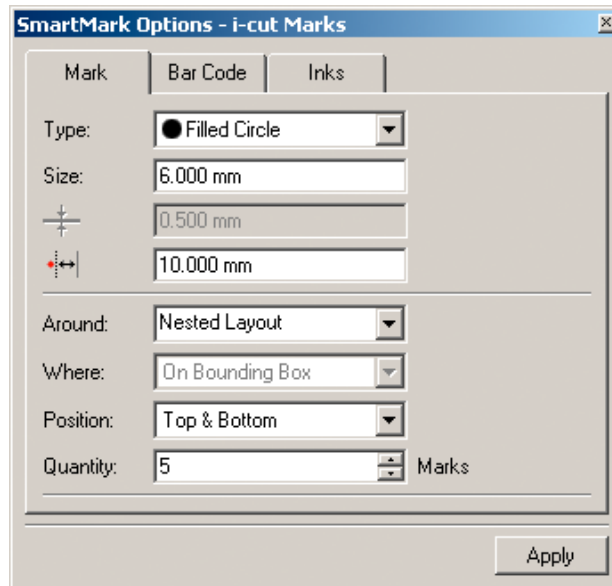 SmartMark Options - i-cut Marks
Mark Bar Code Inks
Type: Filled Circle
Size: 6.000 mm
0.500 mm
10.000 mm
Around: Nested Layout
Where: On Bounding Box
Position: Top & Bottom
Quantity: 5 Marks
Apply